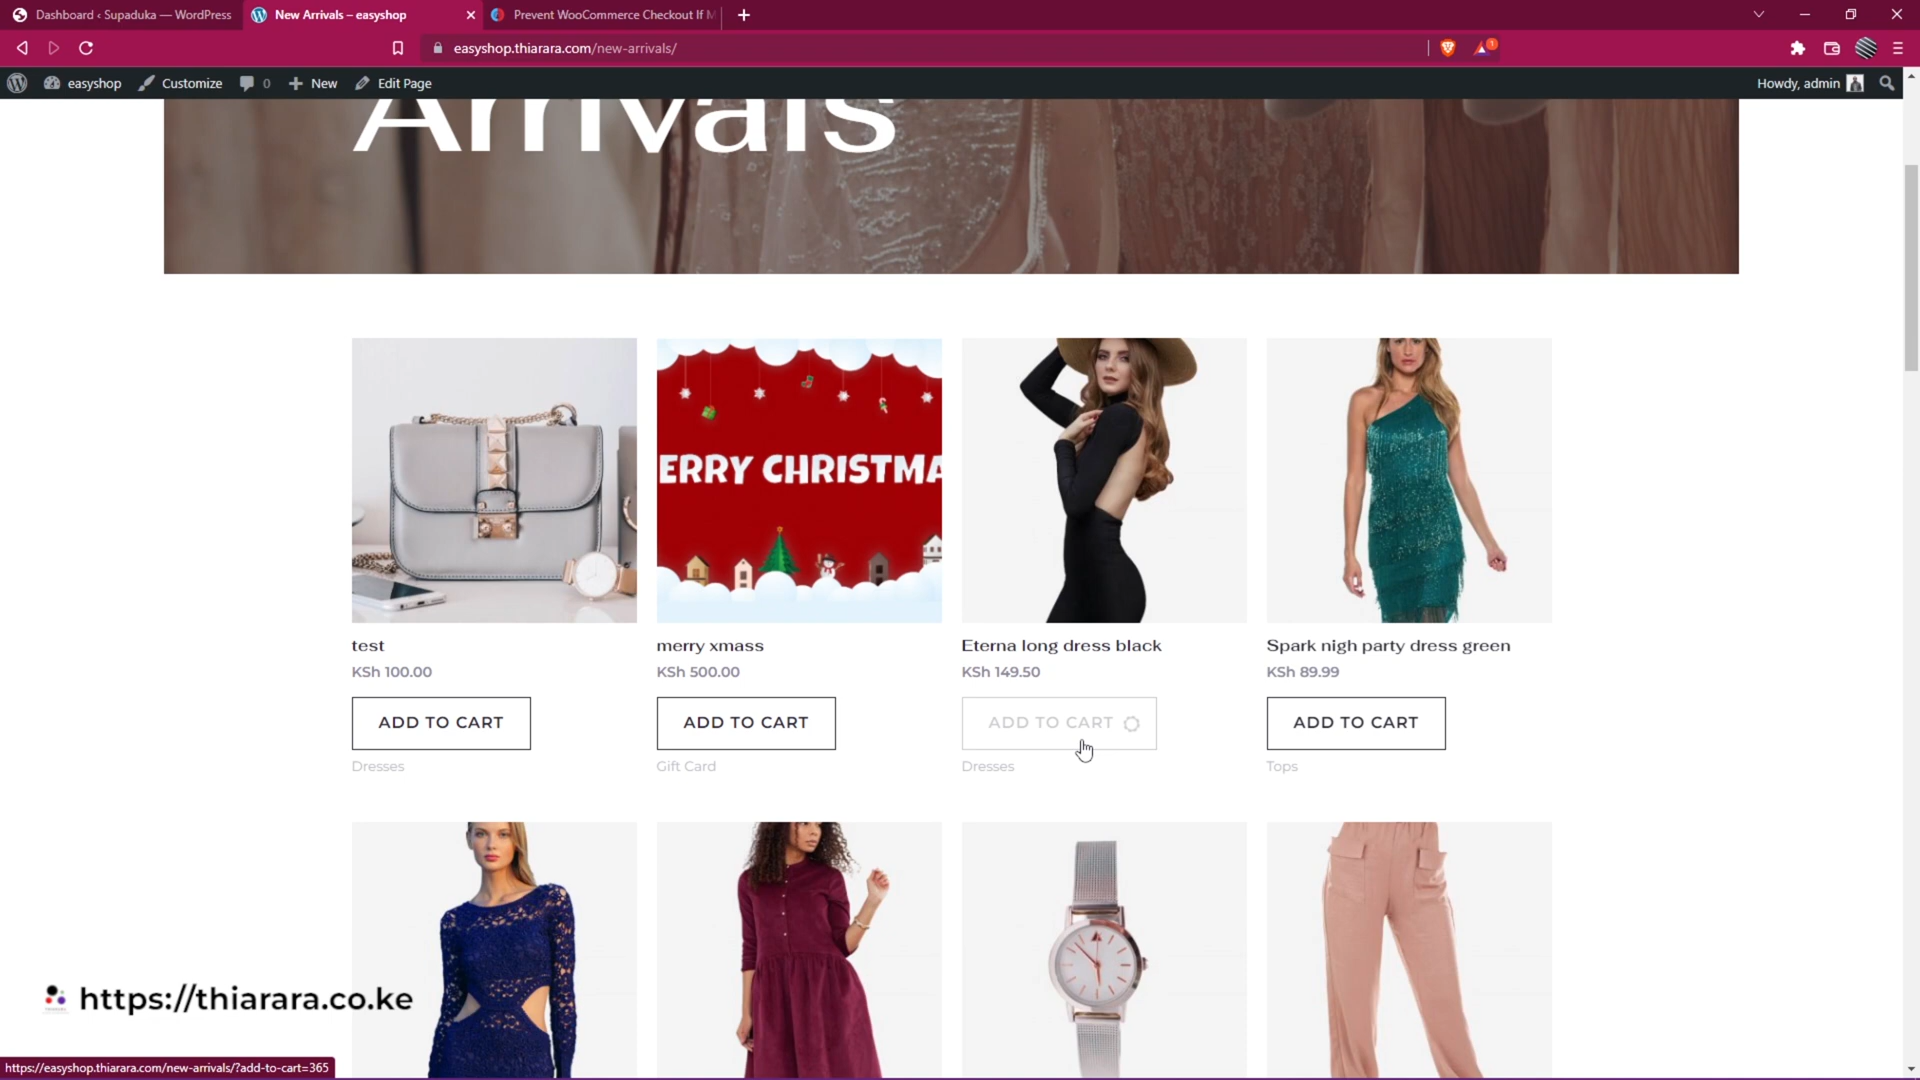 Dashboard ‹ Supaduka — WordPress
New Arrivals – easyshop
Prevent WooCommerce Checkout If M
easyshop.thiarara.com/new-arrivals/
1
easyshop
Customize
0
New
Edit Page
Howdy, admin
Arrivals
ERRY CHRISTMA
test
merry xmass
Eterna long dress black
Spark nigh party dress green
KSh 100.00
KSh 500.00
KSh 149.50
KSh 89.99
ADD TO CART
ADD TO CART
ADD TO CART
ADD TO CART
Dresses
Gift Card
Dresses
Tops
https://thiarara.co.ke
https://easyshop.thiarara.com/new-arrivals/?add-to-cart=365